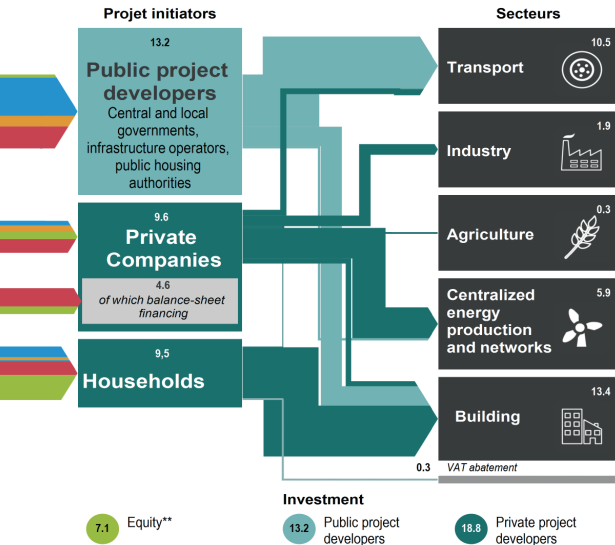 Projet initiators
13.2
Public project
developers
Central and local
governments,
infrastructure operators,
public housing
authorities
9.6
Private
Companies
4.6
of which balance-sheet
financing
9,5
Households
Secteurs
10.5
Transport
1.9
Industry
0.3
Agriculture
5.9
Centralized
energy
production
and networks
13.4
Building
0.3 VAT abatement
Investment
7.1 Equity**
13.2 Public project
developers
18.8 Private project
developers